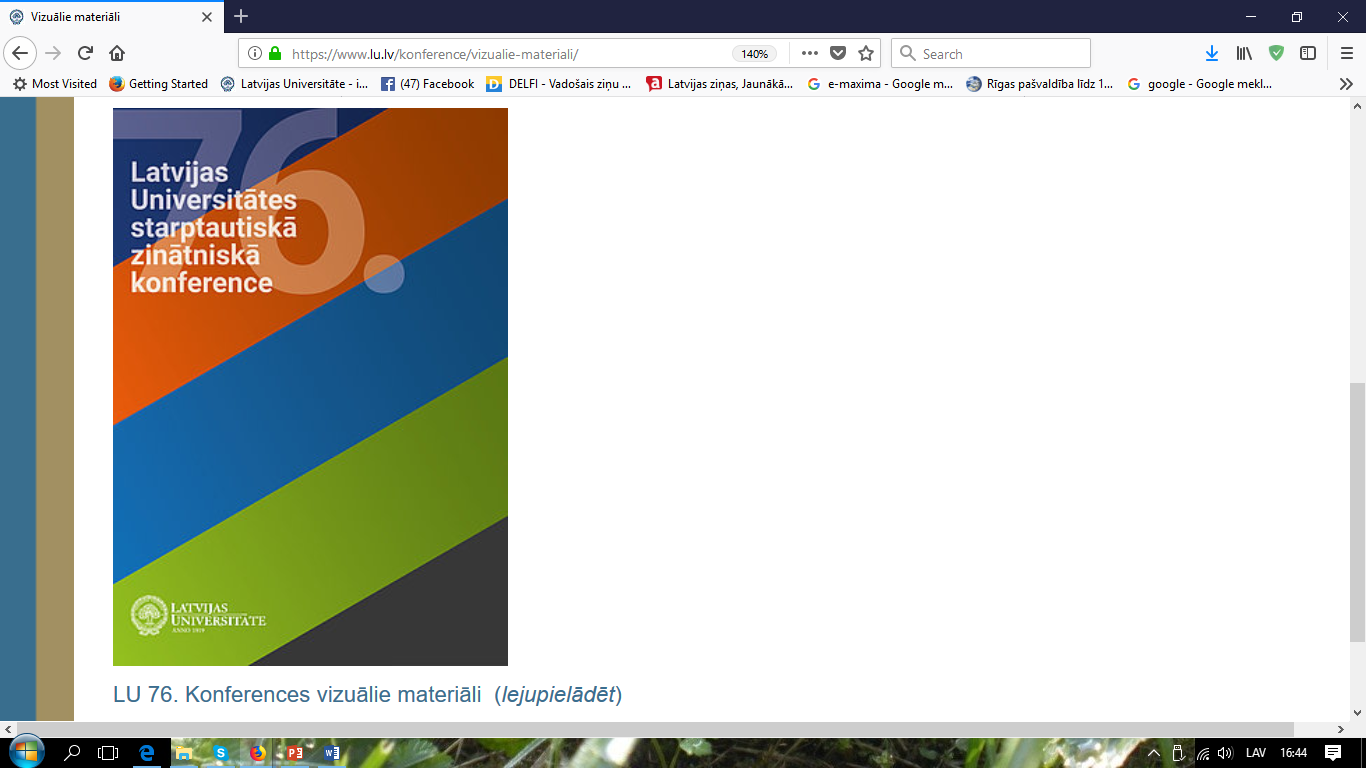 Vizuālie materiāli
https://www.lu.lv/konference/vizualie-materiali/
140%
Search
Most Visited
Getting Started
Latvijas Universitāte - i...
(47) Facebook
DELFI - Vadošais ziņu ...
Latvijas ziņas, Jaunākā...
e-maxima - Google m...
Rīgas pašvaldība līdz 1...
google - Google mekl...
76.
Latvijas
Universitātes
starptautiskā
zinātniskā
konference
LATVIJAS
UNIVERSITĀTE
ANNO 1919
LU 76. Konferences vizuālie materiāli (lejupielādēt)
LAV
16:44